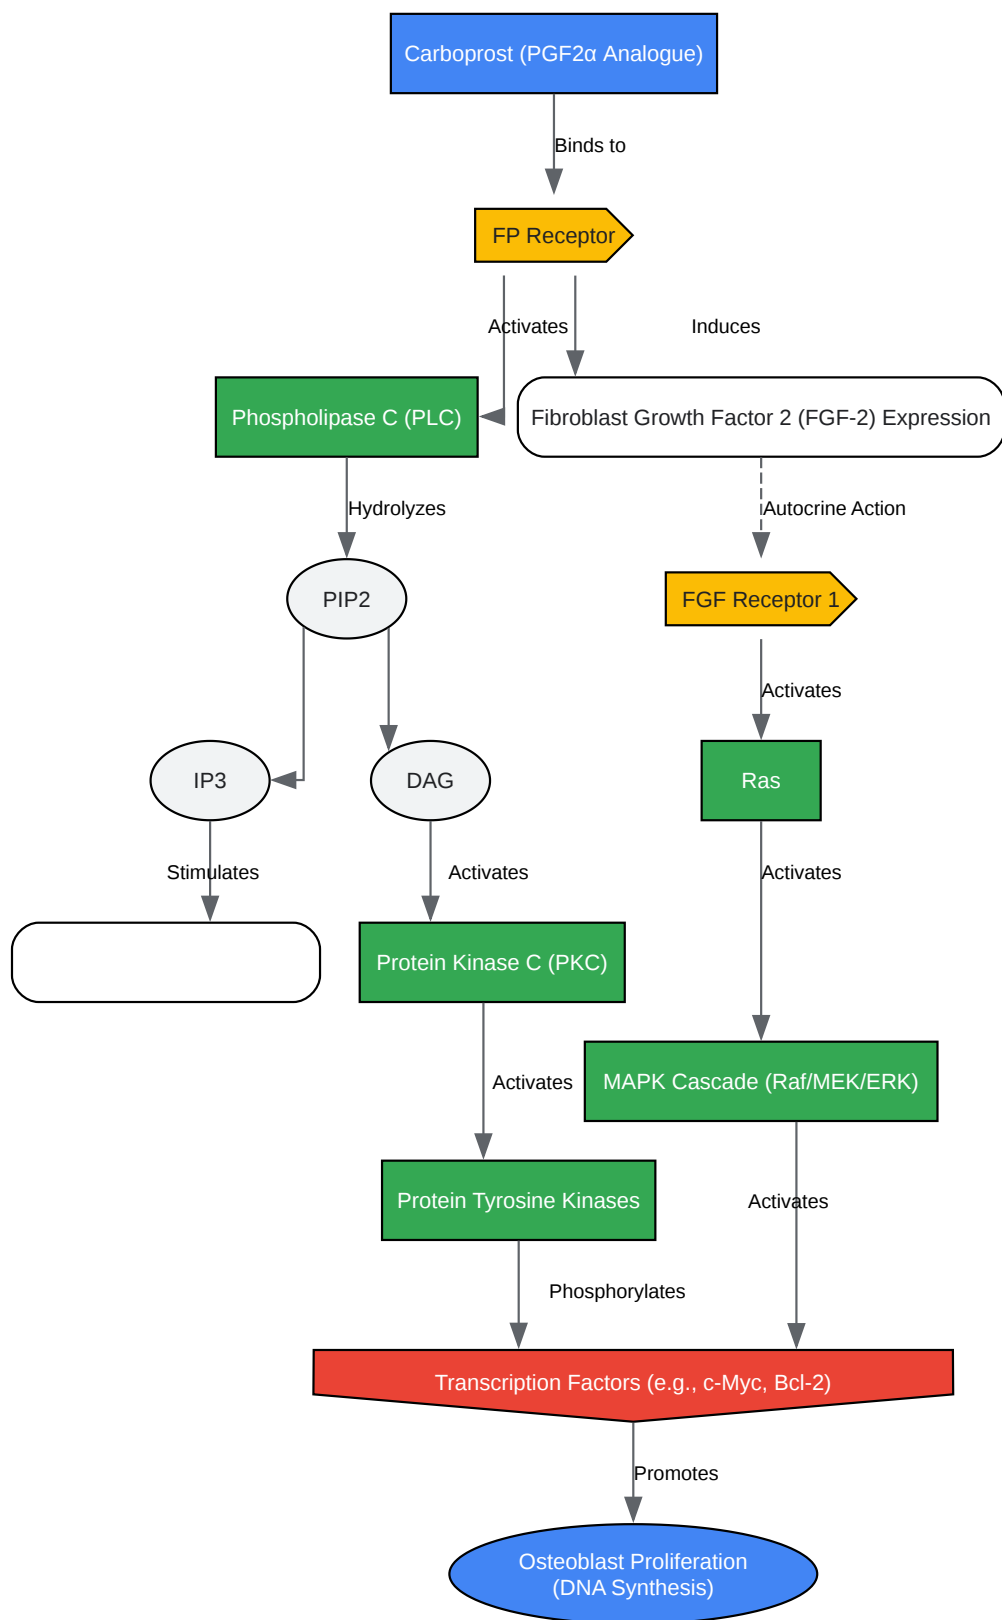 Carboprost (PGF2α Analogue)
Binds to
FP Receptor
Activates
Induces
Phospholipase C (PLC)
Fibroblast Growth Factor 2 (FGF-2) Expression
Hydrolyzes
Autocrine Action
PIP2
FGF Receptor 1
Activates
IP3
DAG
Ras
Stimulates
Activates
Activates
Protein Kinase C (PKC)
Activates
MAPK Cascade (Raf/MEK/ERK)
Protein Tyrosine Kinases
Activates
Phosphorylates
Transcription Factors (e.g., c-Myc, Bcl-2)
Promotes
Osteoblast Proliferation
(DNA Synthesis)